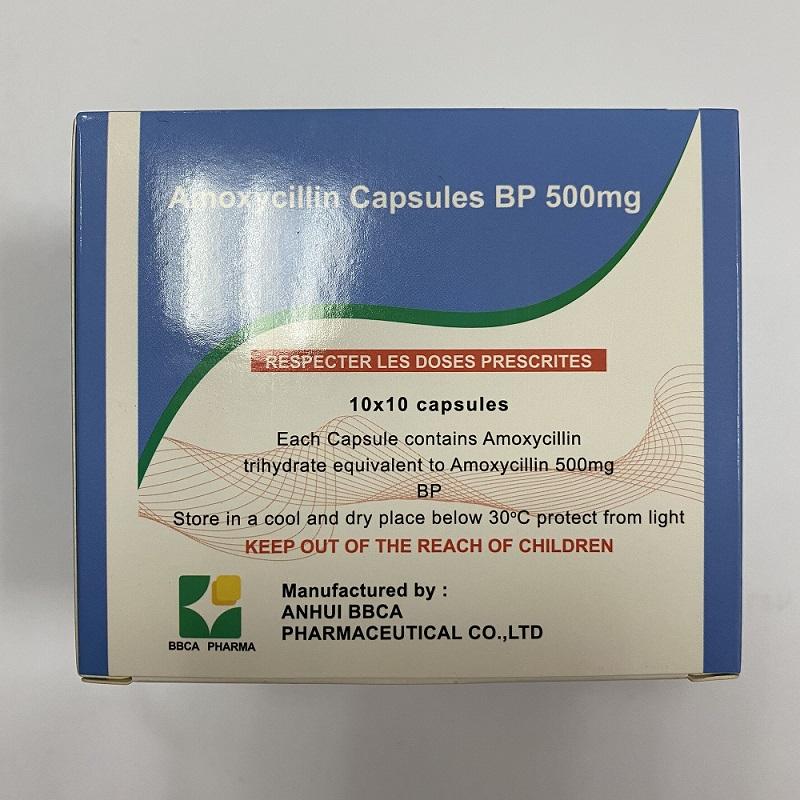 Amoxycillin Capsules BP 500mg
RESPECTER LES DOSES PRESCRITES
10x10 capsules
Each Capsule contains Amoxycillin
trihydrate equivalent to Amoxycillin 500mg
BP
Store in a cool and dry place below 30°C protect from light
KEEP OUT OF THE REACH OF CHILDREN
Manufactured by :
ANHUI BBCA
PHARMACEUTICAL CO.,LTD
BBCA PHARMA